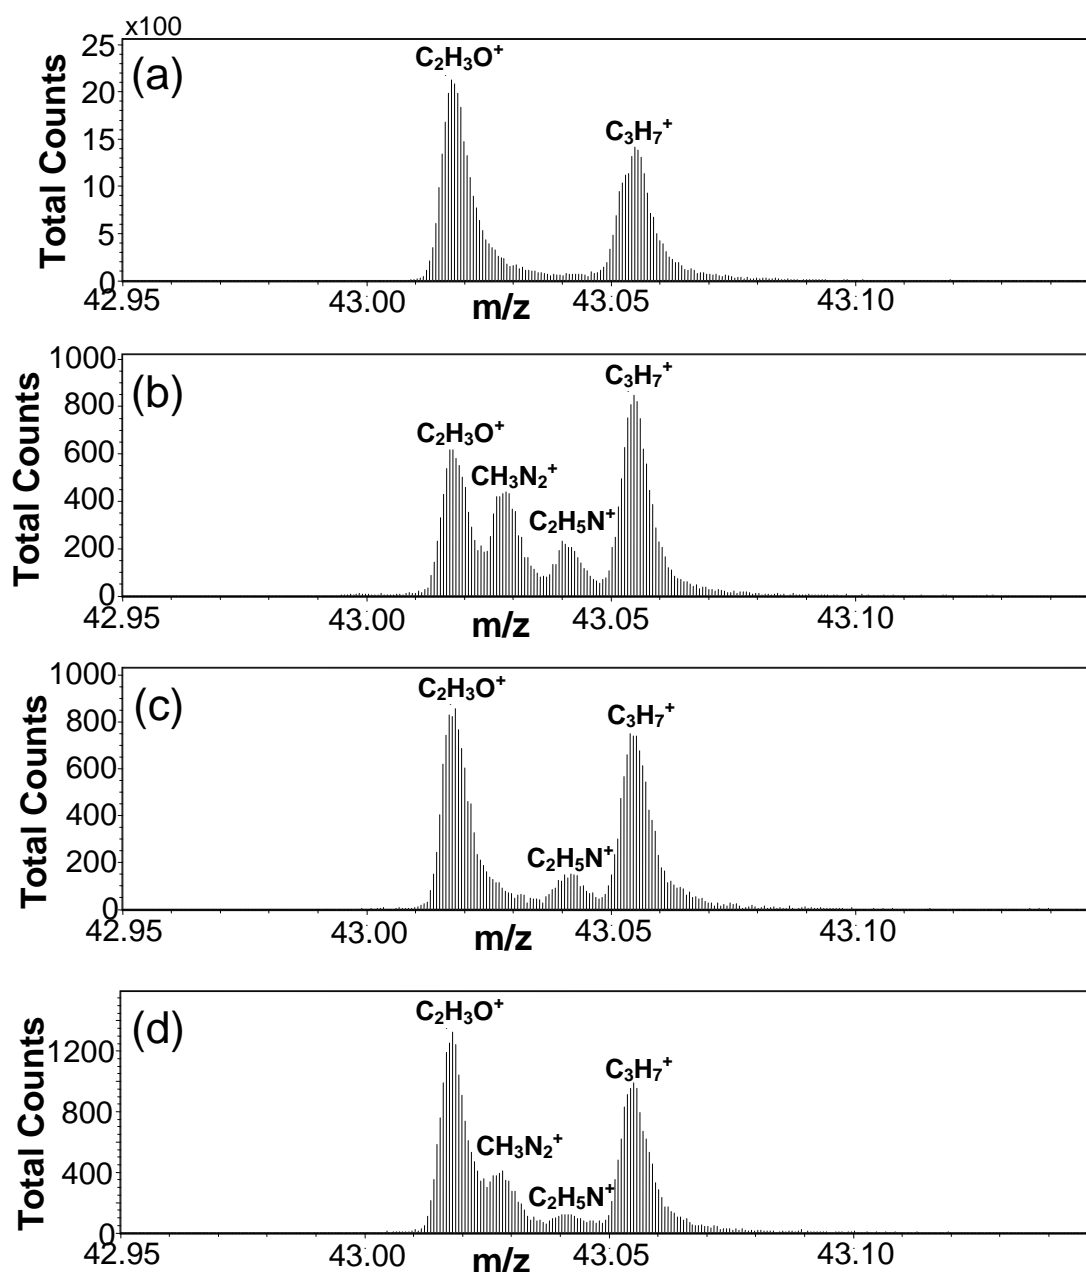 x100
25
20
15
10
5
0
Total Counts
(a)
C₂H₃O⁺
C₃H₇⁺
42.95
43.00
43.05
43.10
m/z
1000
800
600
400
200
0
Total Counts
(b)
C₂H₃O⁺
CH₃N₂⁺
C₂H₅N⁺
C₃H₇⁺
42.95
43.00
43.05
43.10
m/z
1000
800
600
400
200
0
Total Counts
(c)
C₂H₃O⁺
C₂H₅N⁺
C₃H₇⁺
42.95
43.00
43.05
43.10
m/z
1200
800
400
0
Total Counts
(d)
C₂H₃O⁺
CH₃N₂⁺
C₂H₅N⁺
C₃H₇⁺
42.95
43.00
43.05
43.10
m/z